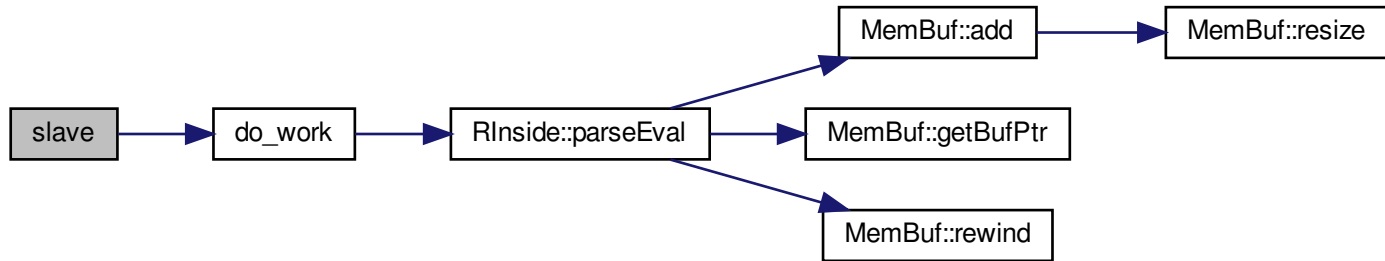 slave
do_work
RInside::parseEval
MemBuf::add
MemBuf::resize
MemBuf::getBufPtr
MemBuf::rewind